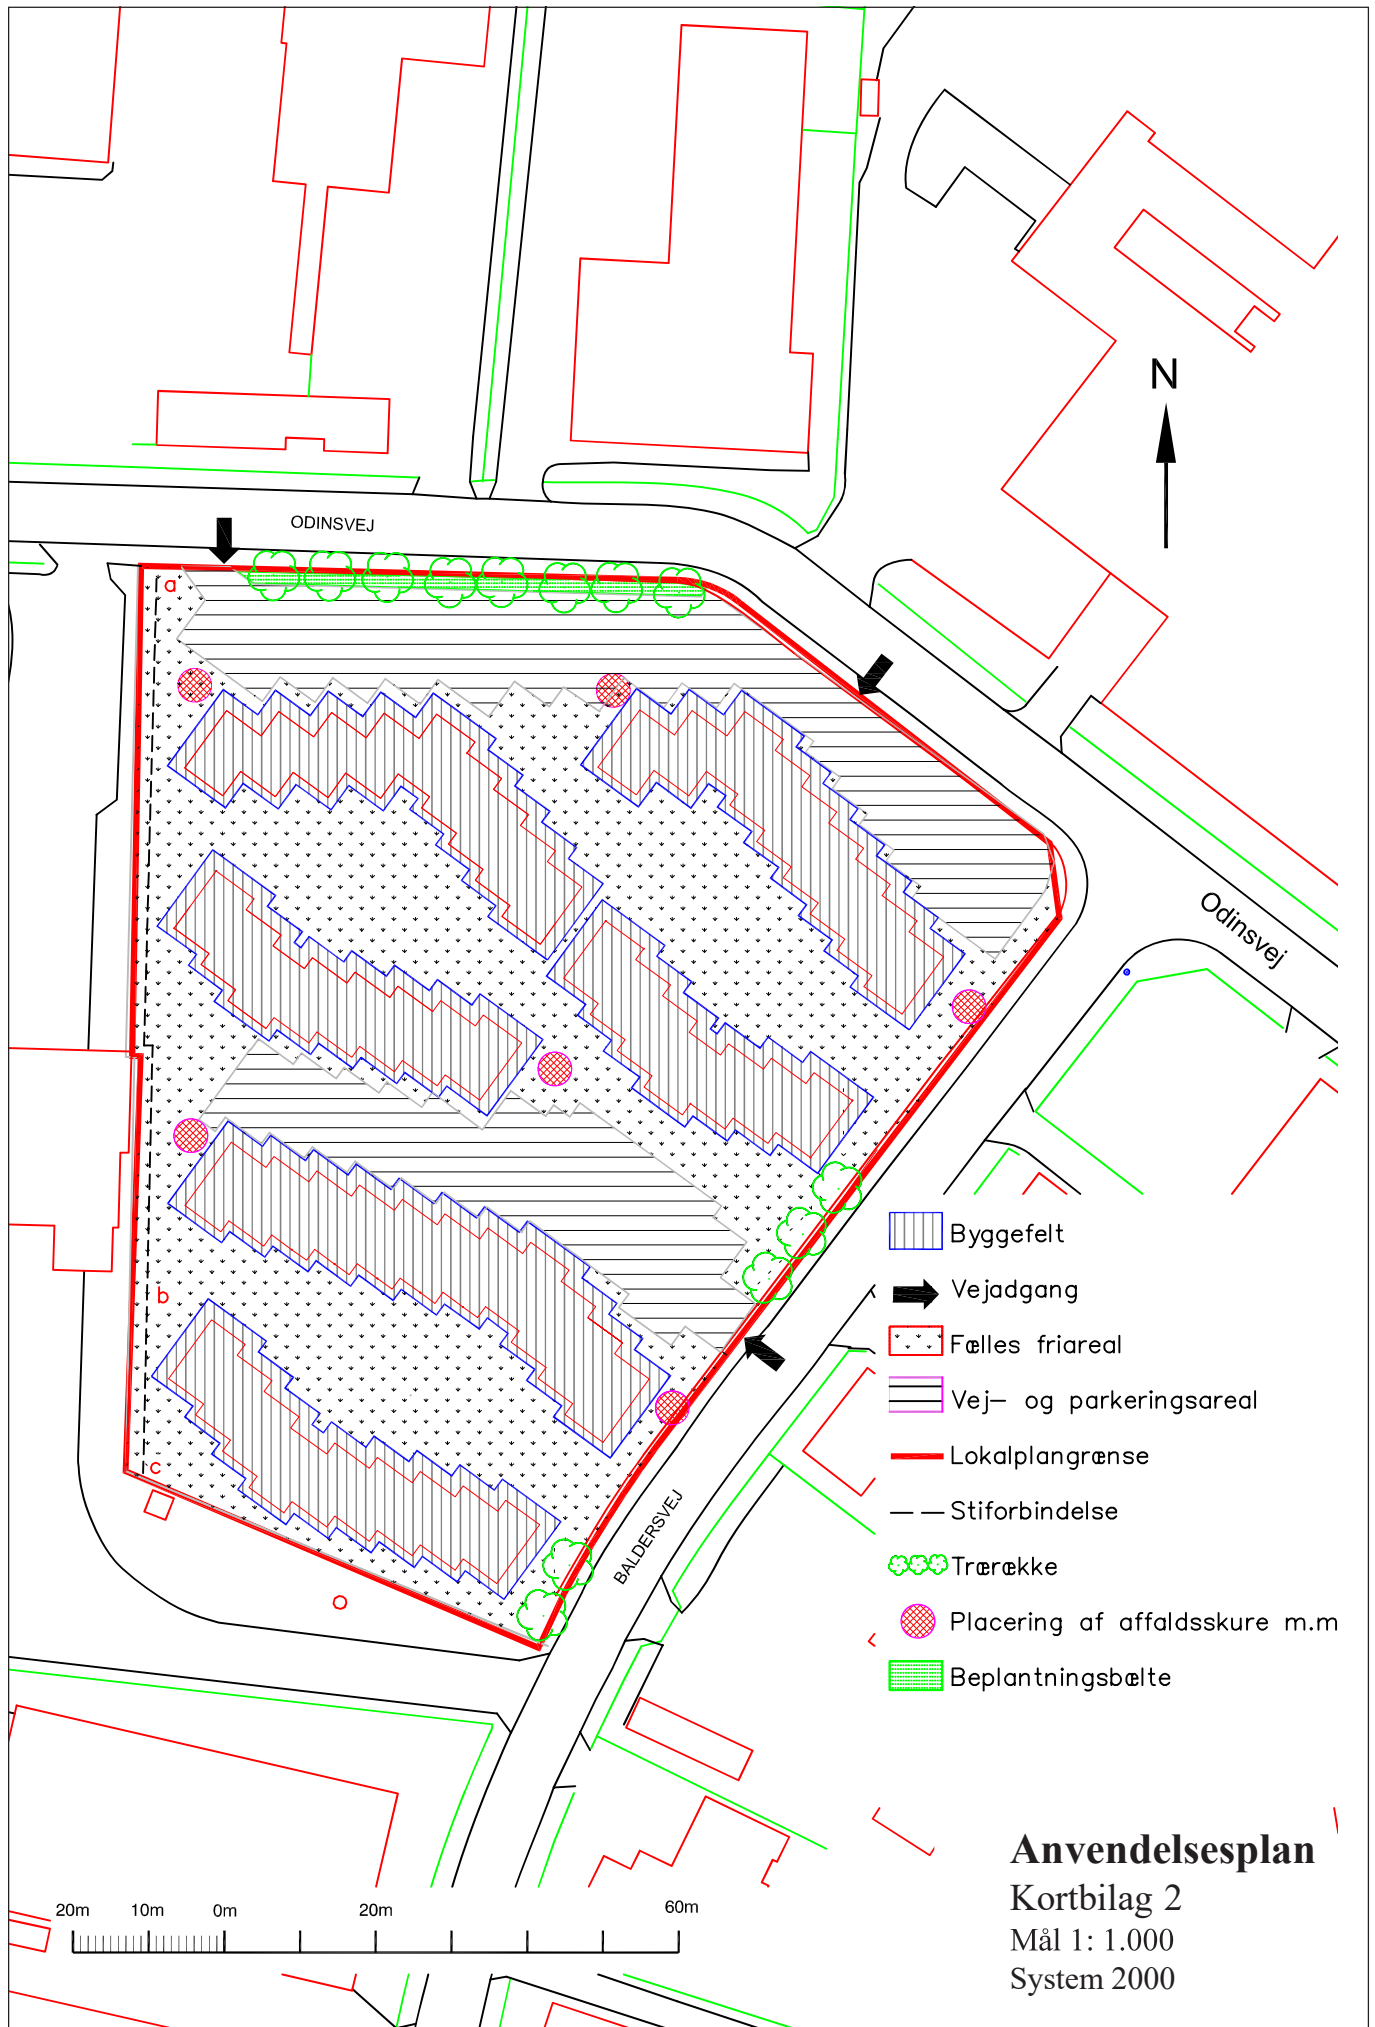 N
ODINSVEJ
a
Odinsvej
Byggefelt
b
Vejadgang
Fælles friareal
Vej– og parkeringsareal
Lokalplangrænse
c
Stiforbindelse
BALDERSVEJ
Trærække
Placering af affaldsskure m.m
Beplantningsbælte
Anvendelsesplan
Kortbilag 2
Mål 1: 1.000
System 2000
20m 10m 0m 20m 60m